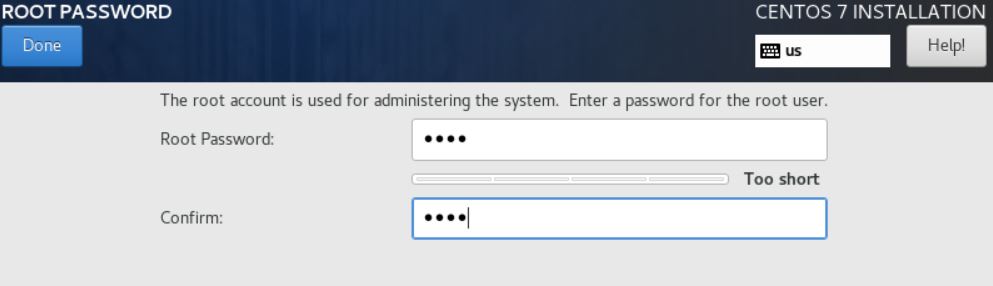 ROOT PASSWORD
CENTOS 7 INSTALLATION
Done
us
Help!
The root account is used for administering the system.  Enter a password for the root user.
Root Password:
••••
Too short
Confirm:
••••